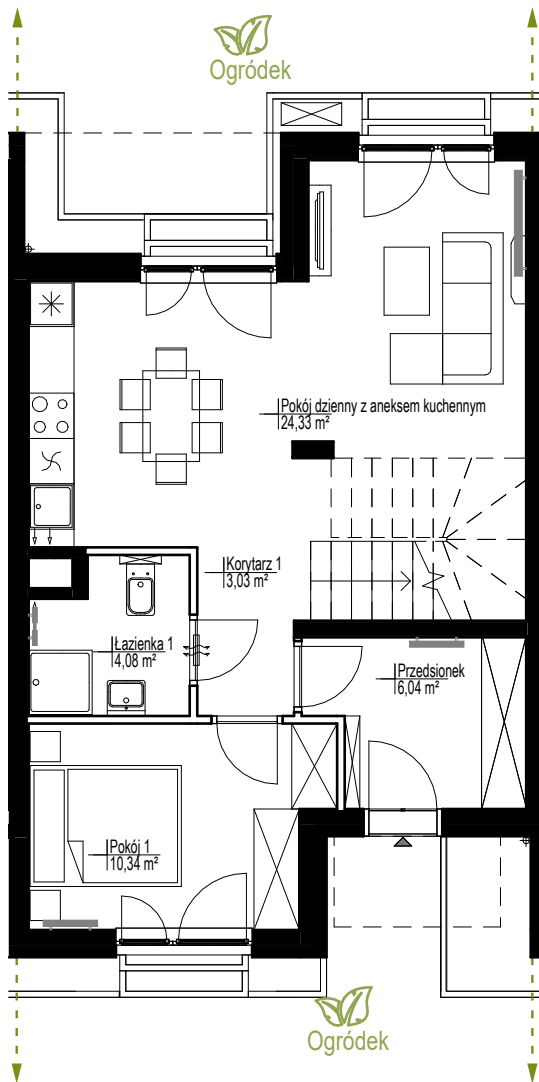 Ogródek
Pokój dzienny z aneksem kuchennym
24,33 m²
Korytarz 1
3,03 m²
Łazienka 1
4,08 m²
Przedsionek
6,04 m²
Pokój 1
10,34 m²
Ogródek